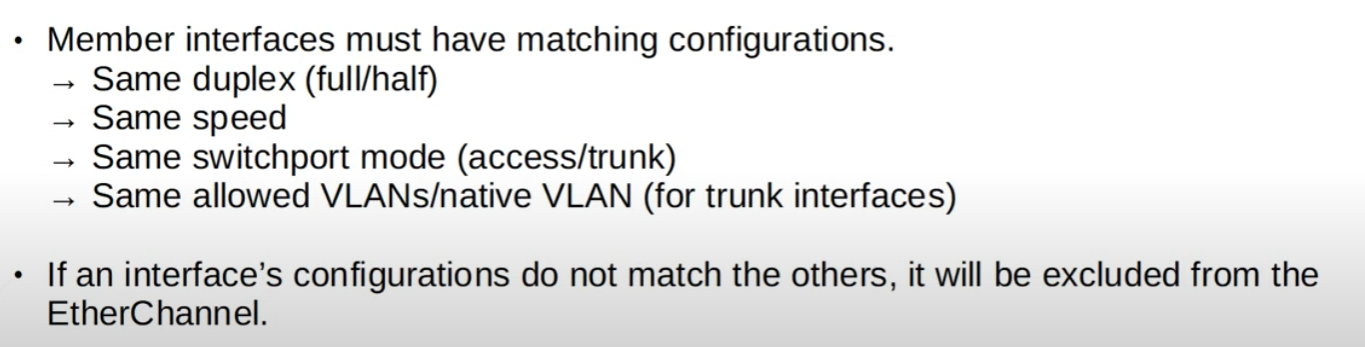 • Member interfaces must have matching configurations.
→ Same duplex (full/half)
→ Same speed
→ Same switchport mode (access/trunk)
→ Same allowed VLANs/native VLAN (for trunk interfaces)
• If an interface’s configurations do not match the others, it will be excluded from the
EtherChannel.